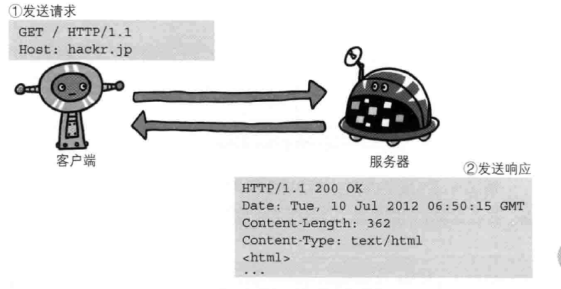 ①发送请求
GET / HTTP/1.1
Host: hackr.jp
客户端
服务器
②发送响应
HTTP/1.1 200 OK
Date: Tue, 10 Jul 2012 06:50:15 GMT
Content-Length: 362
Content-Type: text/html
<html>
...